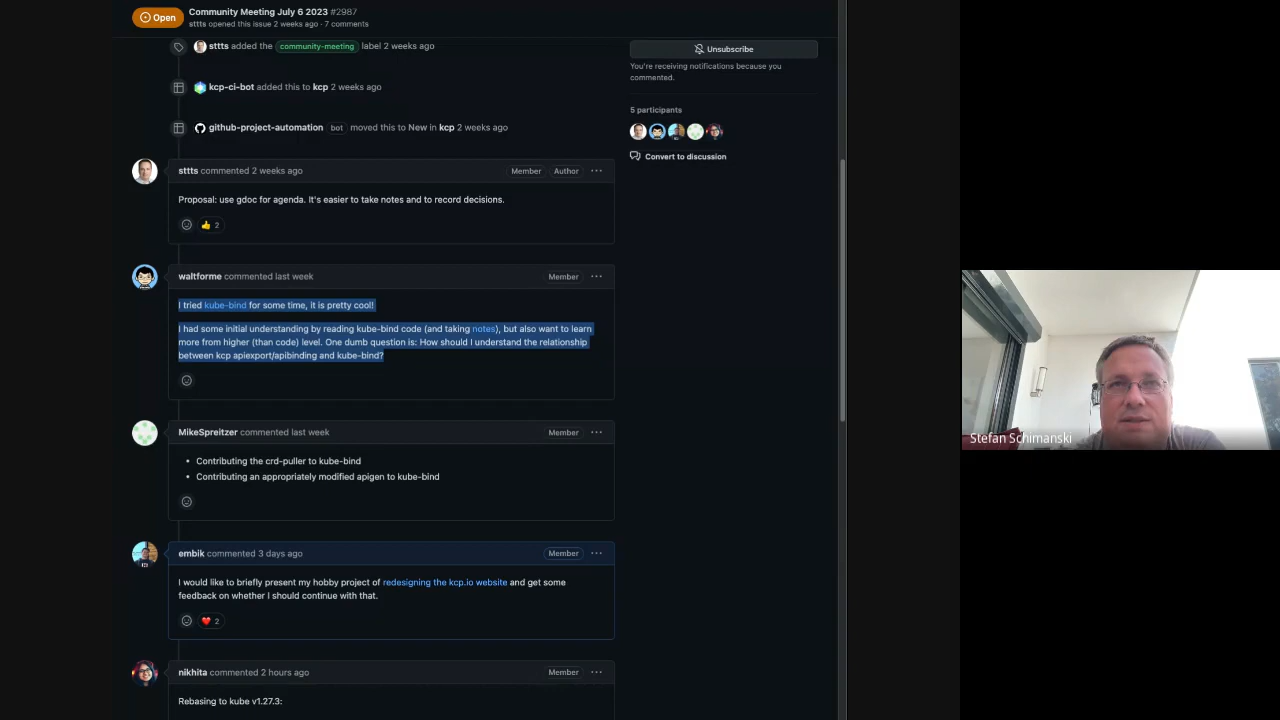 Open
Community Meeting July 6 2023 #2987
sttts opened this issue 2 weeks ago · 7 comments
sttts added the community-meeting label 2 weeks ago
Unsubscribe
You're receiving notifications because you
commented.
kcp-ci-bot added this to kcp 2 weeks ago
5 participants
github-project-automation bot moved this to New in kcp 2 weeks ago
Convert to discussion
sttts commented 2 weeks ago Member Author ···
Proposal: use gdoc for agenda. It's easier to take notes and to record decisions.
2
waltforme commented last week Member ···
I tried kube-bind for some time, it is pretty cool!
I had some initial understanding by reading kube-bind code (and taking notes), but also want to learn
more from higher (than code) level. One dumb question is: How should I understand the relationship
between kcp apiexport/apibinding and kube-bind?
MikeSpreitzer commented last week Member ···
• Contributing the crd-puller to kube-bind
• Contributing an appropriately modified apigen to kube-bind
Stefan Schimanski
embik commented 3 days ago Member ···
I would like to briefly present my hobby project of redesigning the kcp.io website and get some
feedback on whether I should continue with that.
2
nikhita commented 2 hours ago Member ···
Rebasing to kube v1.27.3: